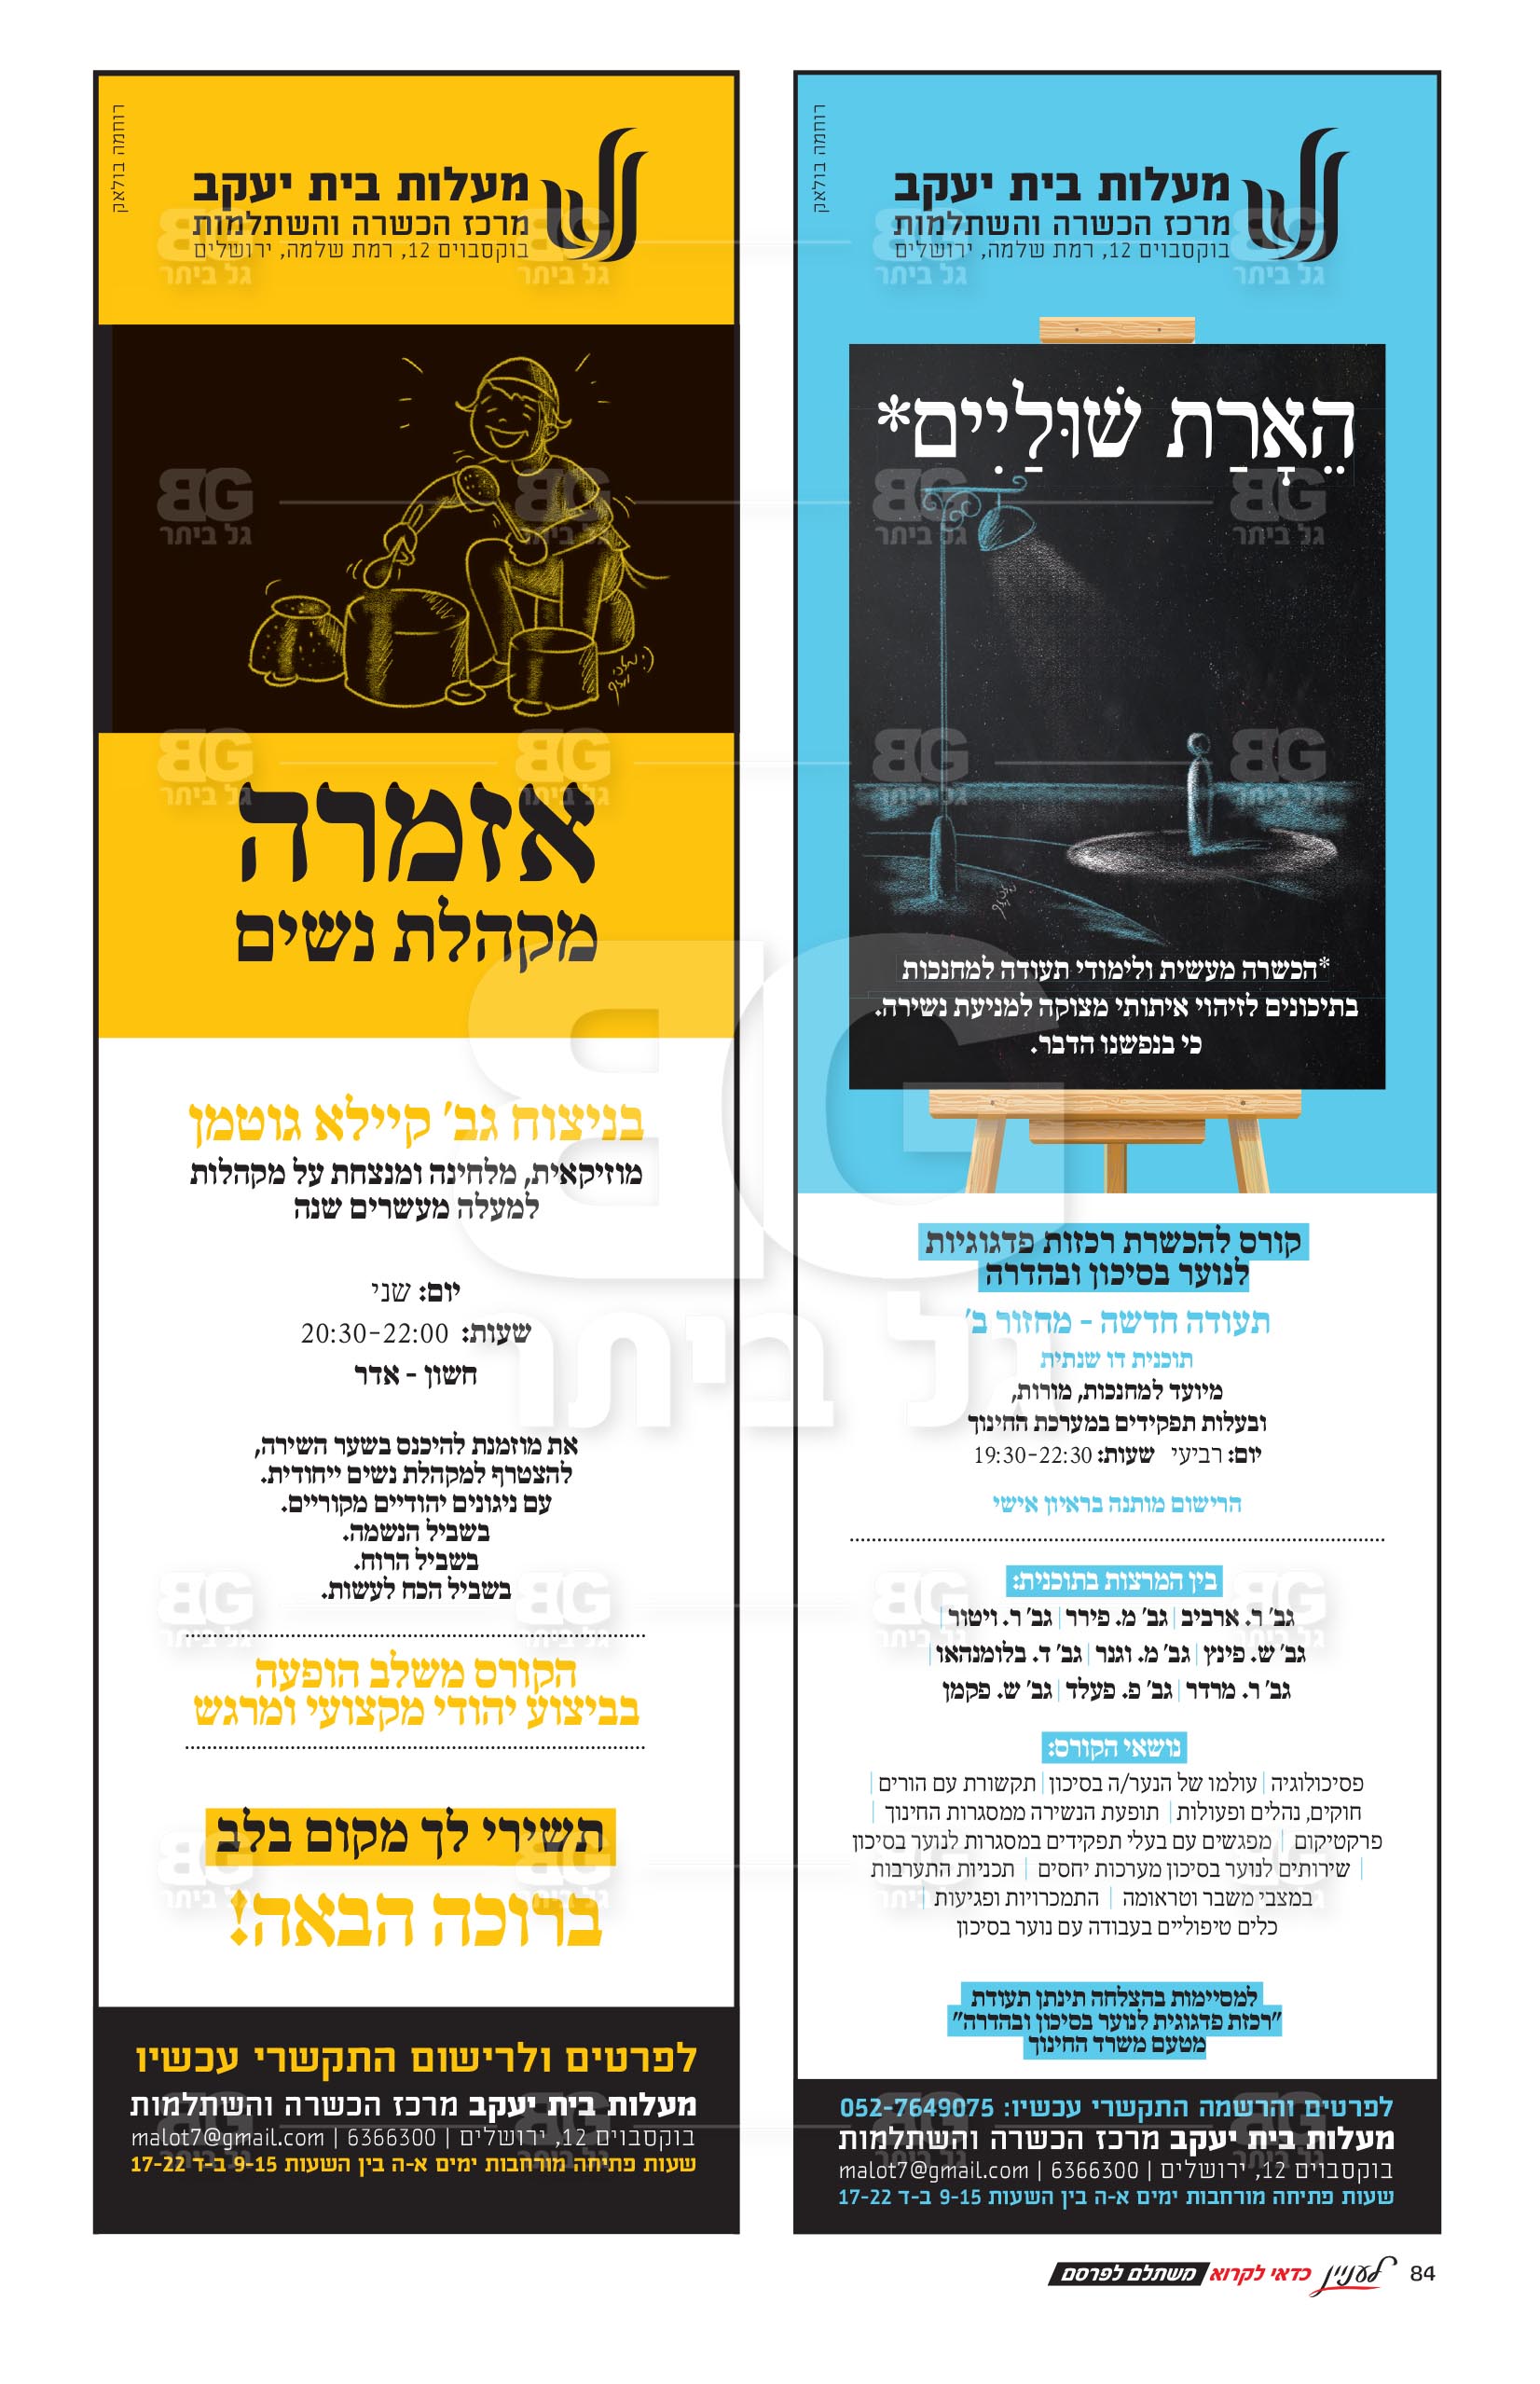 רוחמה בולאק
מעלות בית יעקב
מרכז הכשרה והשתלמות
בוקסבוים 12, רמת שלמה, ירושלים
הֵאָרַת שׁוּלַיִים*
*הכשרה מעשית ולימודי תעודה למחנכות
בתיכונים לזיהוי איתותי מצוקה למניעת נשירה.
כי בנפשנו הדבר.
קורס להכשרת רכזות פדגוגיות
לנוער בסיכון ובהדרה
תעודה חדשה - מחזור ב'
תוכנית דו שנתית
מיועד למחנכות, מורות,
ובעלות תפקידים במערכת החינוך
יום: רביעי שעות: 19:30-22:30
הרישום מותנה בראיון אישי
בין המרצות בתוכנית:
גב' ר. ארביב | גב' מ. פירר | גב' ר. ויטור |
גב' ש. פינץ | גב' מ. וגנר | גב' ד. בלומנהאו |
גב' ר. מרדר | גב' פ. פעלד | גב' ש. פקמן
נושאי הקורס:
פסיכולוגיה | עולמו של הנער/ה בסיכון | תקשורת עם הורים |
חוקים, נהלים ופעולות | תופעת הנשירה ממסגרות החינוך |
פרקטיקום | מפגשים עם בעלי תפקידים במסגרות לנוער בסיכון
| שירותים לנוער בסיכון מערכות יחסים | תכניות התערבות
במצבי משבר וטראומה | התמכרויות ופגיעות |
כלים טיפוליים בעבודה עם נוער בסיכון
למסיימות בהצלחה תינתן תעודת
"רכזת פדגוגית לנוער בסיכון ובהדרה"
מטעם משרד החינוך
לפרטים והרשמה התקשרי עכשיו: 052-7649075
מעלות בית יעקב מרכז הכשרה והשתלמות
בוקסבוים 12, ירושלים | 6366300 | malot7@gmail.com
שעות פתיחה מורחבות ימים א-ה בין השעות 9-15 ב-ד 17-22
רוחמה בולאק
מעלות בית יעקב
מרכז הכשרה והשתלמות
בוקסבוים 12, רמת שלמה, ירושלים
אזמרה
מקהלת נשים
בניצוח גב' קיילא גוטמן
מוזיקאית, מלחינה ומנצחת על מקהלות
למעלה מעשרים שנה
יום: שני
שעות: 20:30-22:00
חשון - אדר
את מוזמנת להיכנס בשער השירה,
להצטרף למקהלת נשים ייחודית.
עם ניגונים יהודיים מקוריים.
בשביל הנשמה.
בשביל הרוח.
בשביל הכח לעשות.
הקורס משלב הופעה
בביצוע יהודי מקצועי ומרגש
תשירי לך מקום בלב
ברוכה הבאה!
לפרטים ולרישום התקשרי עכשיו
מעלות בית יעקב מרכז הכשרה והשתלמות
בוקסבוים 12, ירושלים | 6366300 | malot7@gmail.com
שעות פתיחה מורחבות ימים א-ה בין השעות 9-15 ב-ד 17-22
84 לעניין כדאי לקרוא משתלם לפרסם
BG
גל ביתר